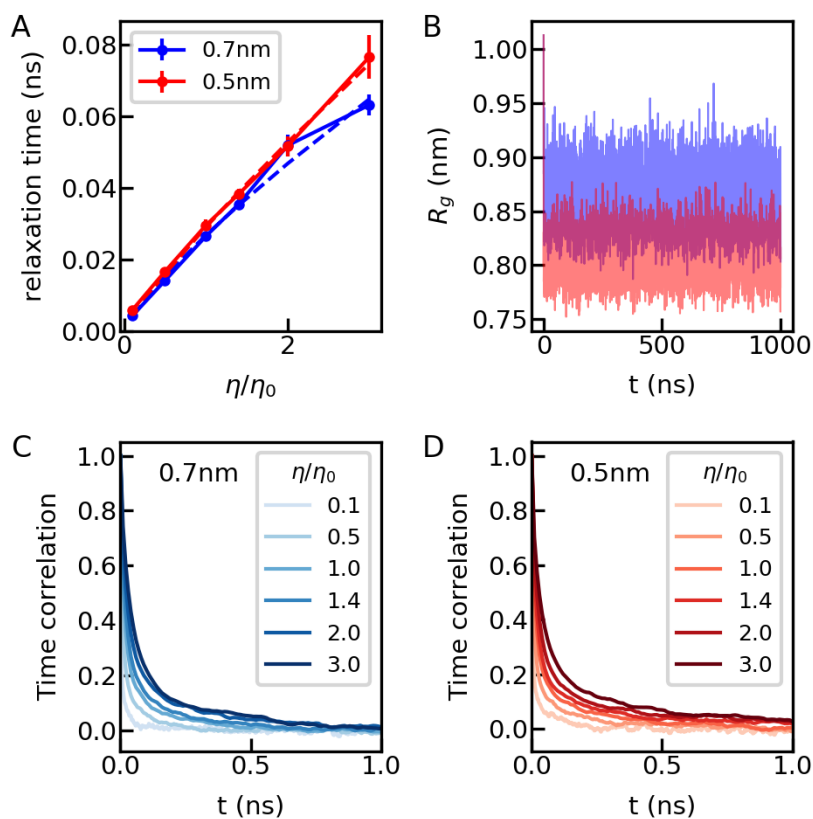 A
relaxation time (ns)
0.08
0.06
0.04
0.02
0.00
0
2
η/η₀
0.7nm
0.5nm
B
R_g (nm)
1.00
0.95
0.90
0.85
0.80
0.75
0
500
1000
t (ns)
C
Time correlation
1.0
0.8
0.6
0.4
0.2
0.0
0.0
0.5
1.0
t (ns)
0.7nm
η/η₀
0.1
0.5
1.0
1.4
2.0
3.0
D
Time correlation
1.0
0.8
0.6
0.4
0.2
0.0
0.0
0.5
1.0
t (ns)
0.5nm
η/η₀
0.1
0.5
1.0
1.4
2.0
3.0